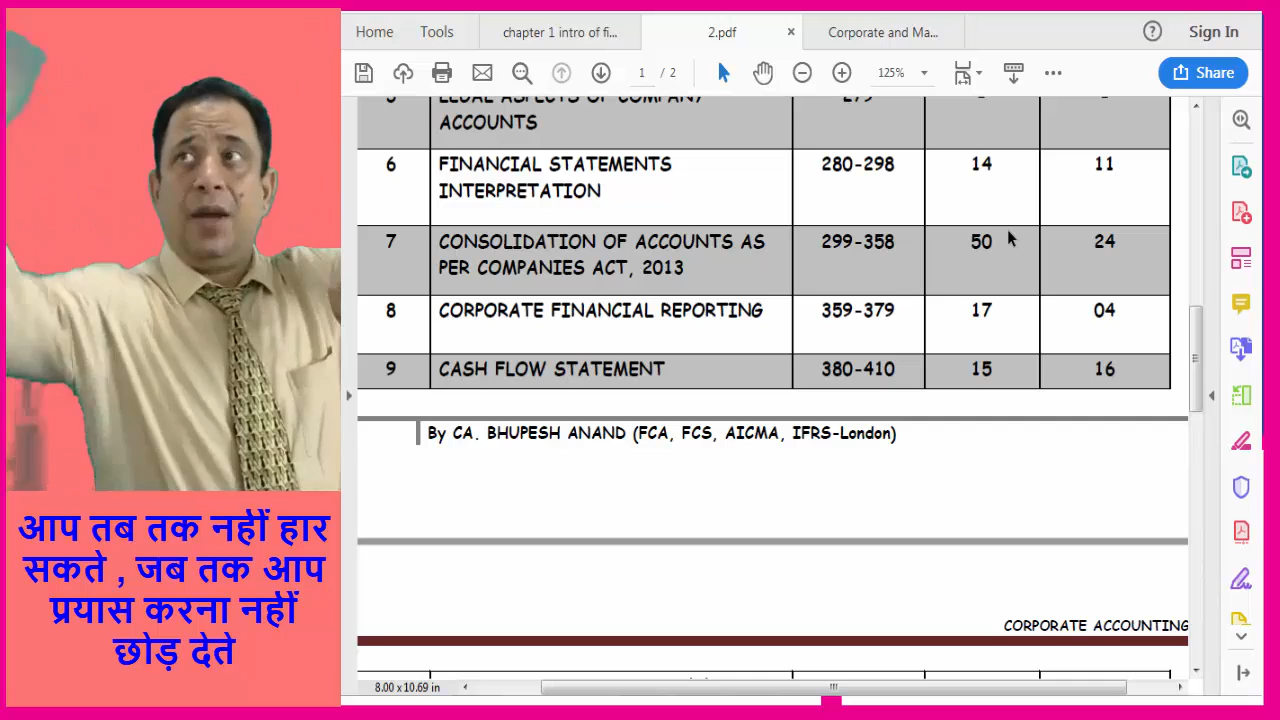 Home Tools chapter 1 intro of fi... 2.pdf × Corporate and Ma... ? Sign In
1 / 2 125% Share
LEGAL ASPECTS OF COMPANY
ACCOUNTS
6 FINANCIAL STATEMENTS INTERPRETATION 280-298 14 11
7 CONSOLIDATION OF ACCOUNTS AS PER COMPANIES ACT, 2013 299-358 50 24
8 CORPORATE FINANCIAL REPORTING 359-379 17 04
9 CASH FLOW STATEMENT 380-410 15 16
By CA. BHUPESH ANAND (FCA, FCS, AICMA, IFRS-London)
CORPORATE ACCOUNTING
8.00 x 10.69 in
आप तब तक नहीं हार
सकते , जब तक आप
प्रयास करना नहीं
छोड़ देते